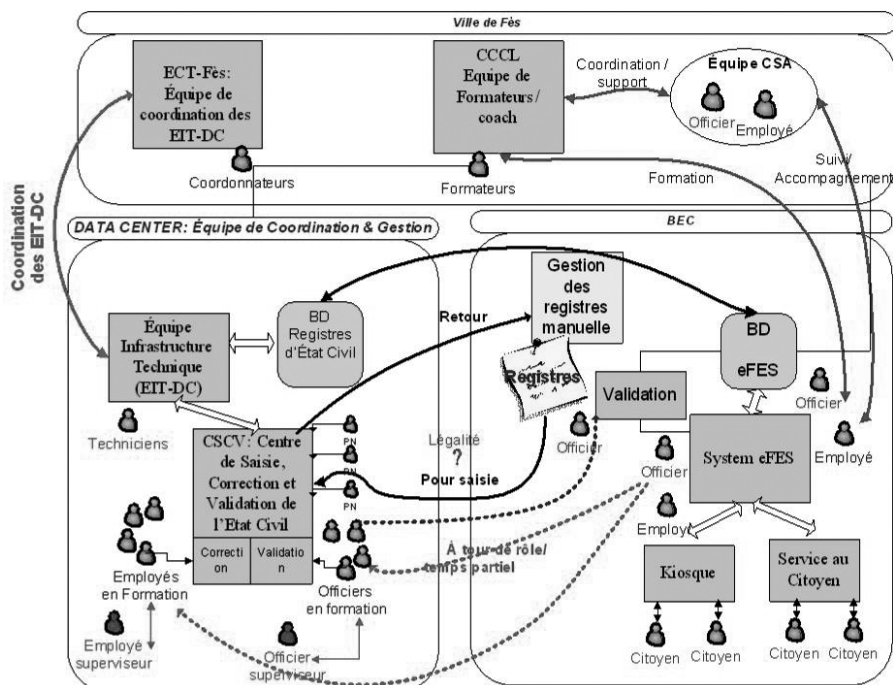 Ville de Fès
ECT-Fès:
Équipe de
coordination des
EIT-DC
Coordonnateurs
CCCL
Equipe de
Formateurs /
coach
Formateurs
Coordination /
support
Équipe CSA
Officier
Employé
Formation
Suivi/
Accompagnement
Coordination
des EIT-DC
DATA CENTER: Équipe de Coordination & Gestion
BEC
Équipe
Infrastructure
Technique
(EIT-DC)
Techniciens
BD
Registres
d'État Civil
Retour
Gestion
des
registres
manuelle
Registres
BD
eFES
Validation
Officier
Officier
Employé
Officier
System eFES
CSCV: Centre
de Saisie,
Correction et
Validation de
l'Etat Civil
Correcti
on
Validatio
n
PN
PN
PN
Légalité
?
Pour saisie
À tour de rôle/
temps partiel
Employés
en Formation
Employé
superviseur
Officiers
en formation
Officier
superviseur
Employé
Kiosque
Service au
Citoyen
Citoyen
Citoyen
Citoyen
Citoyen